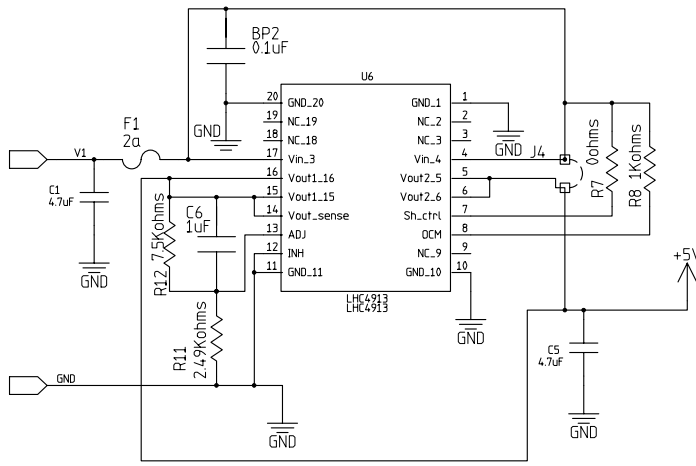 BP2
0.1uF
U6
20 GND_20
GND_1 1
19 NC_19
NC_2 2
18 NC_18
NC_3 3
17 Vin_3
Vin_4 4
16 Vout1_16
Vout2_5 5
15 Vout1_15
Vout2_6 6
14 Vout_sense
Sh_ctrl 7
13 ADJ
OCM 8
12 INH
NC_9 9
11 GND_11
GND_10 10
LHC4913
LHC4913
F1
2a
V1
GND
GND
J4
R7 0ohms
R8 1Kohms
C1
4.7uF
GND
C6
1uF
R12 7.5Kohms
R11
2.49Kohms
GND
GND
GND
+5V
C5
4.7uF
GND